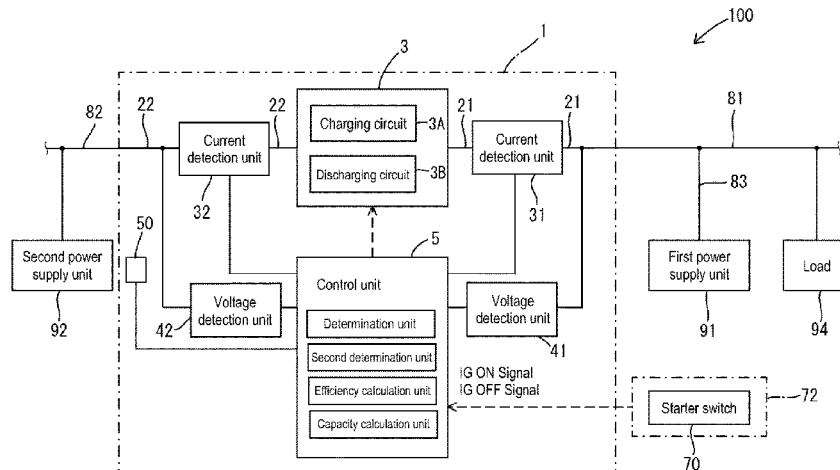 100
1
3
82
22
22
21
21
81
Current
detection unit
32
Charging circuit
3A
Discharging circuit
3B
Current
detection unit
31
83
50
5
Second power
supply unit
92
Control unit
First power
supply unit
91
Load
94
Voltage
detection unit
42
Voltage
detection unit
41
Determination unit
Second determination unit
Efficiency calculation unit
Capacity calculation unit
IG ON Signal
IG OFF Signal
72
Starter switch
70